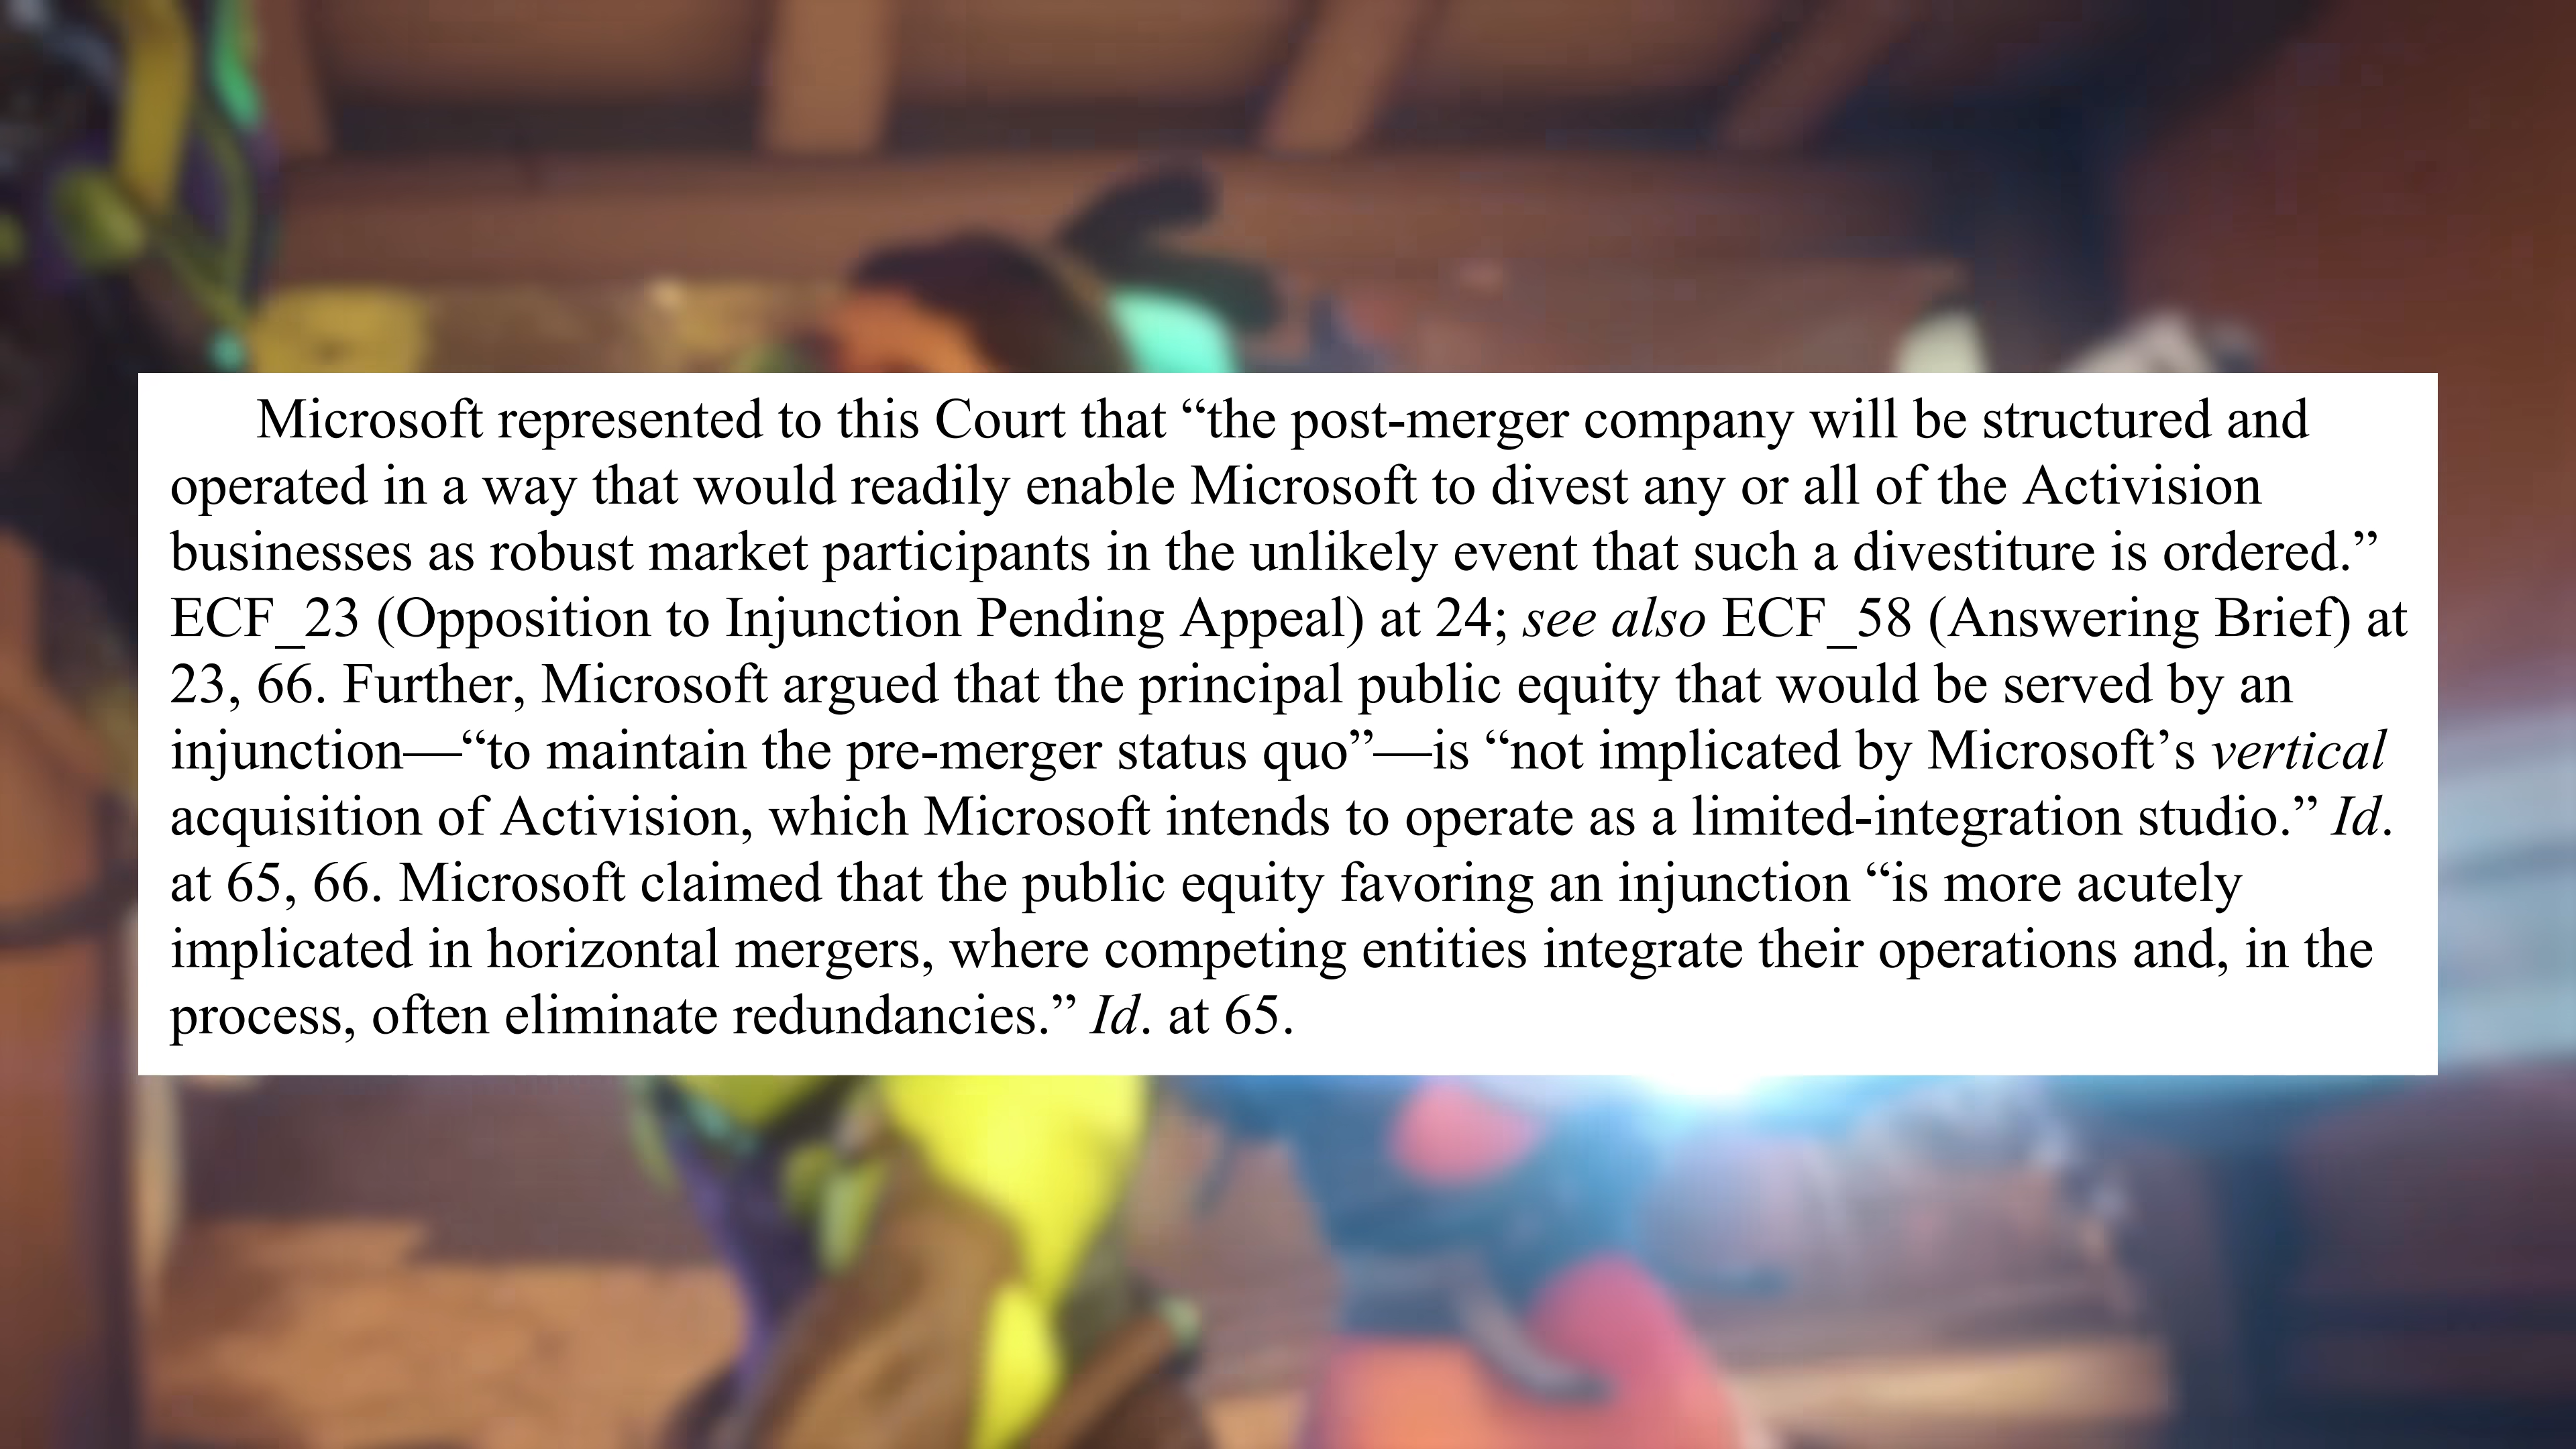 Microsoft represented to this Court that “the post-merger company will be structured and
operated in a way that would readily enable Microsoft to divest any or all of the Activision
businesses as robust market participants in the unlikely event that such a divestiture is ordered.”
ECF_23 (Opposition to Injunction Pending Appeal) at 24; see also ECF_58 (Answering Brief) at
23, 66. Further, Microsoft argued that the principal public equity that would be served by an
injunction—“to maintain the pre-merger status quo”—is “not implicated by Microsoft’s vertical
acquisition of Activision, which Microsoft intends to operate as a limited-integration studio.” Id.
at 65, 66. Microsoft claimed that the public equity favoring an injunction “is more acutely
implicated in horizontal mergers, where competing entities integrate their operations and, in the
process, often eliminate redundancies.” Id. at 65.